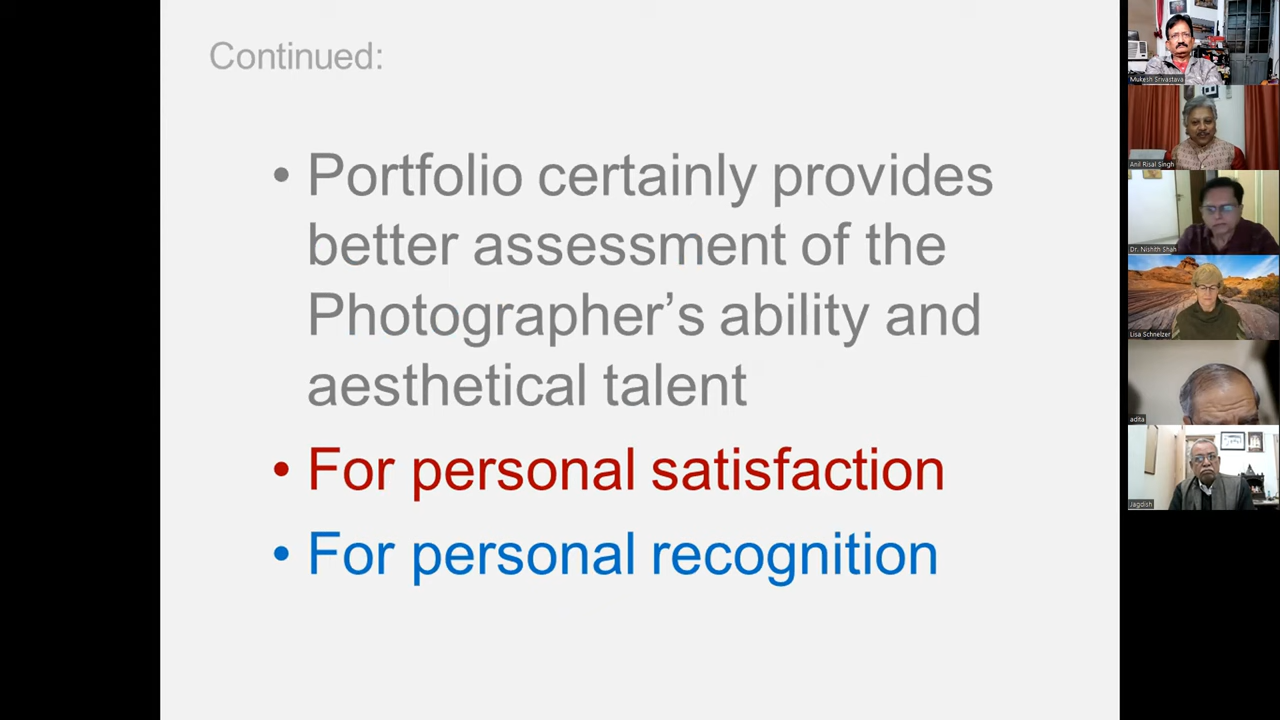 Continued:
• Portfolio certainly provides
better assessment of the
Photographer’s ability and
aesthetical talent
• For personal satisfaction
• For personal recognition
Mukesh Srivastava
Anil Risal Singh
Dr. Nishith Shah
Lisa Schnelzer
adita
Jagdish